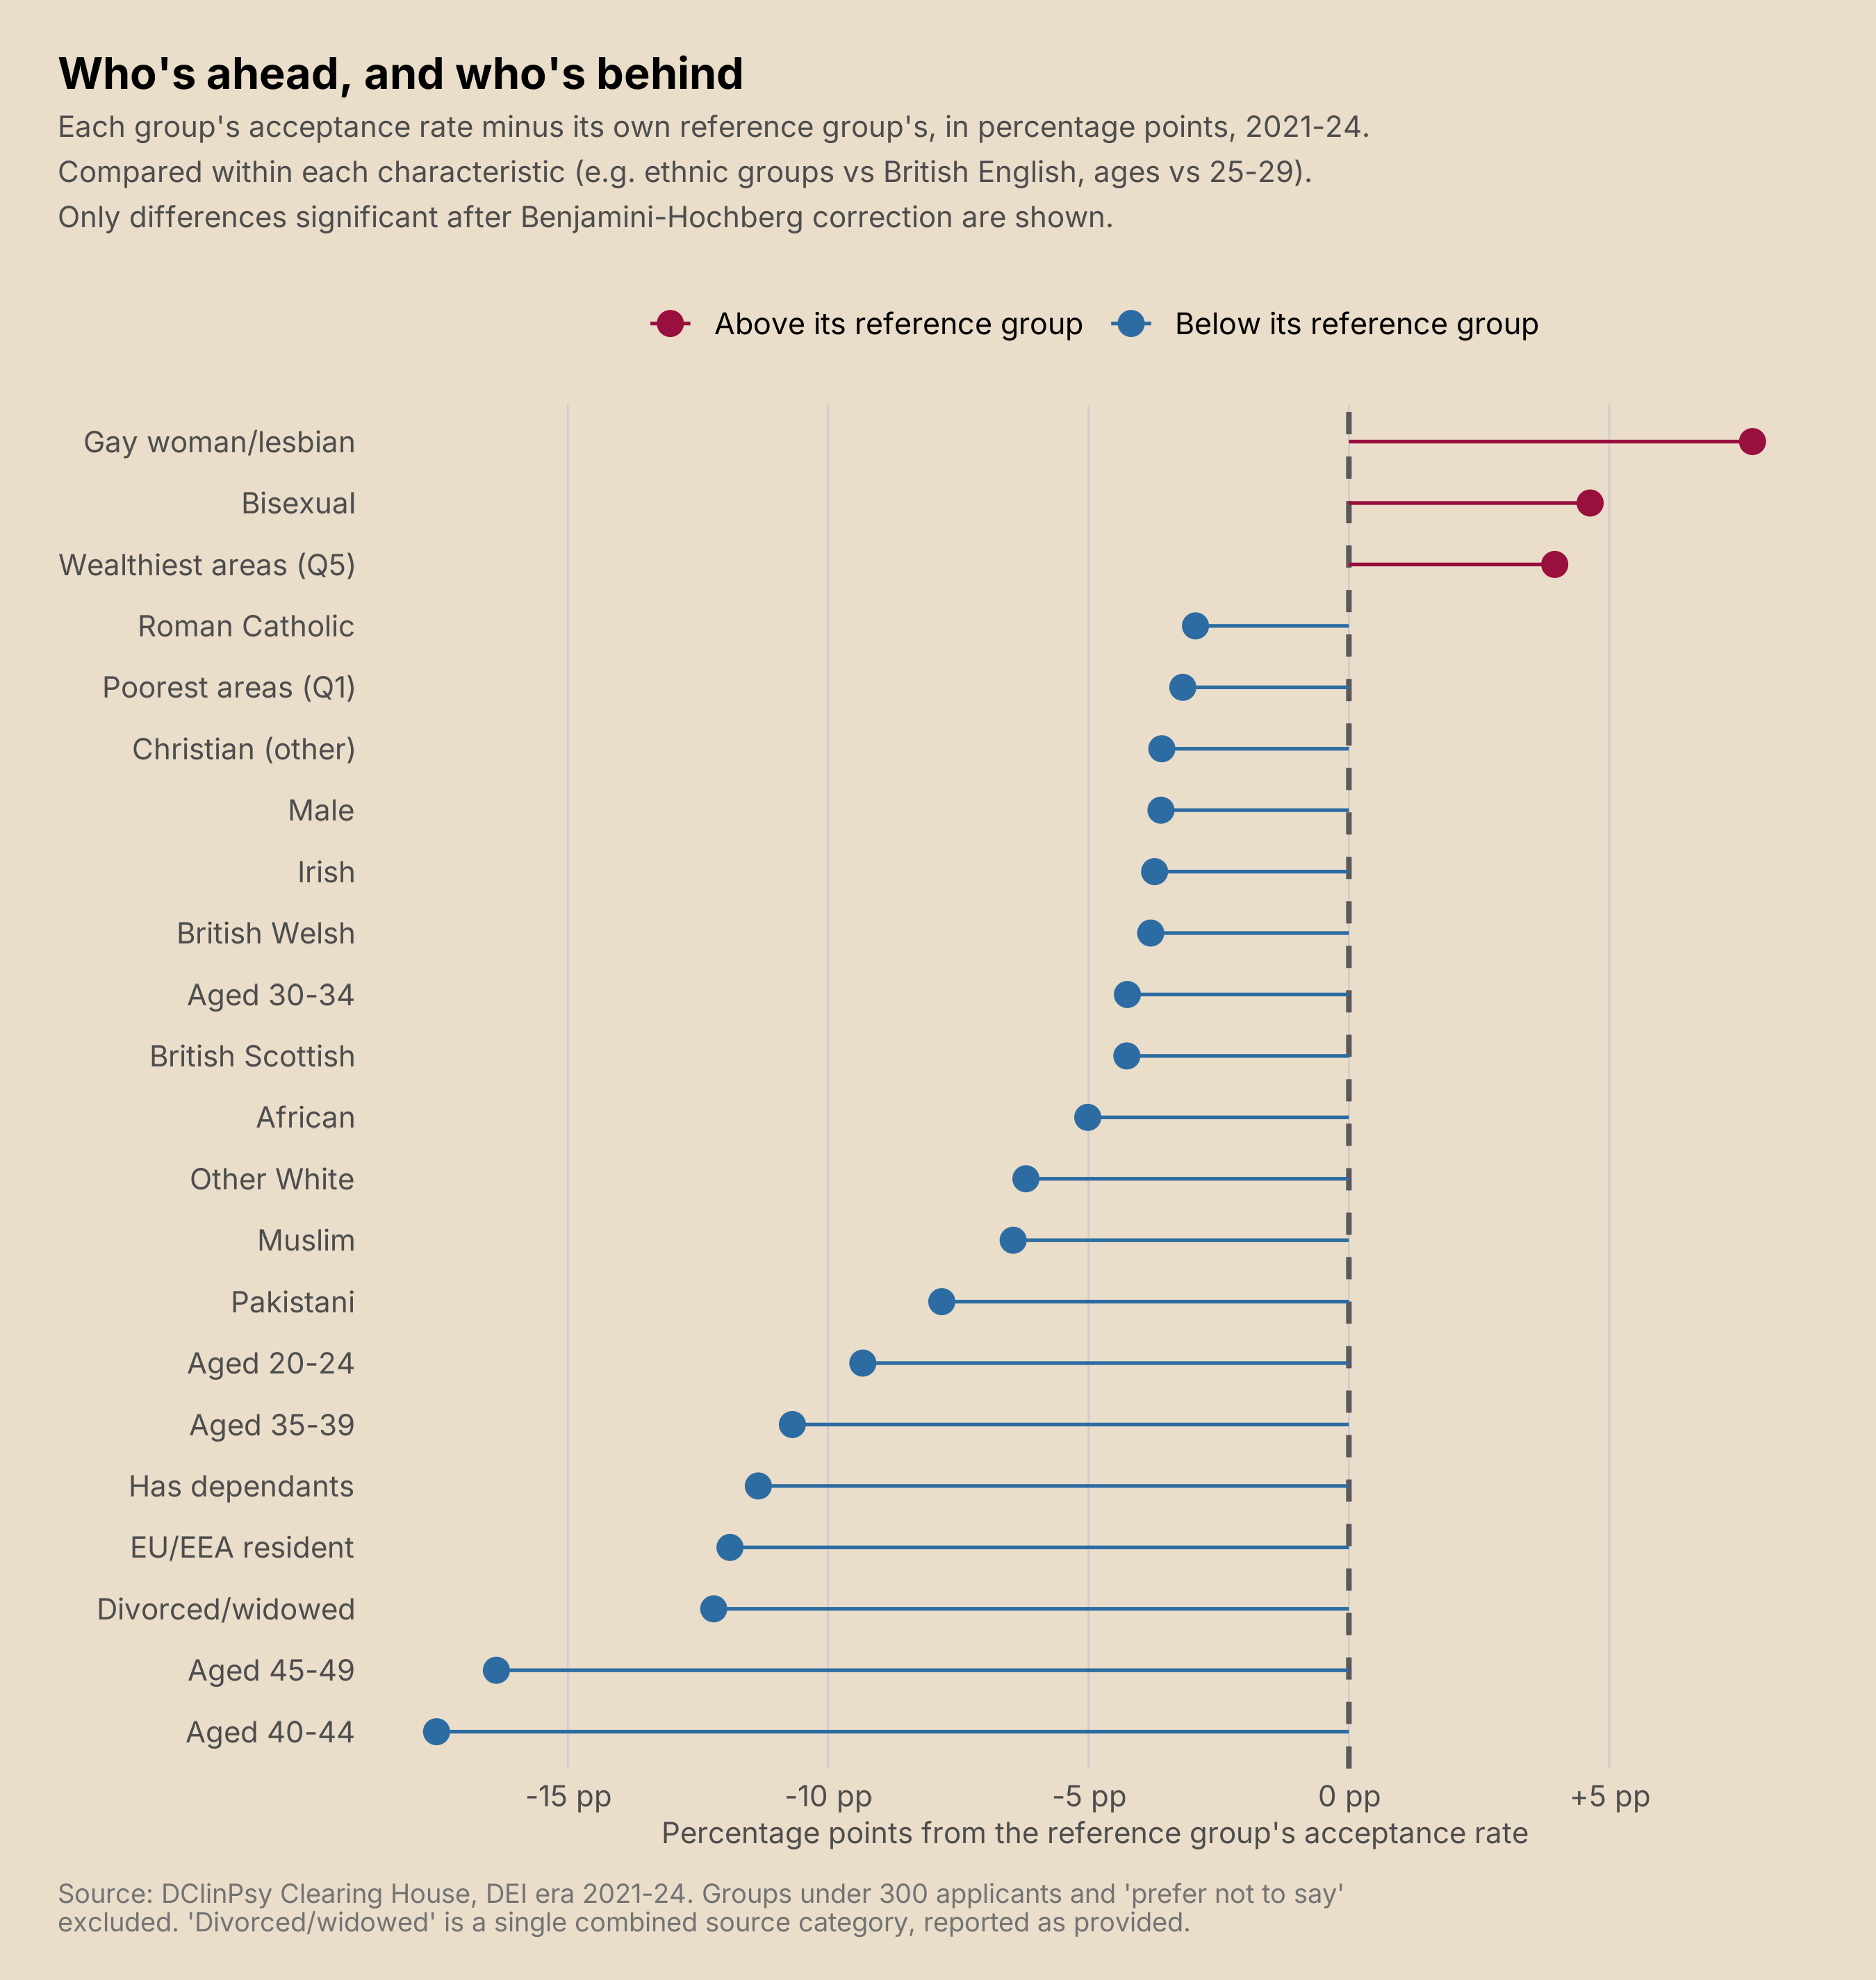 Who's ahead, and who's behind
Each group's acceptance rate minus its own reference group's, in percentage points, 2021-24.
Compared within each characteristic (e.g. ethnic groups vs British English, ages vs 25-29).
Only differences significant after Benjamini-Hochberg correction are shown.
Above its reference group
Below its reference group
Gay woman/lesbian
Bisexual
Wealthiest areas (Q5)
Roman Catholic
Poorest areas (Q1)
Christian (other)
Male
Irish
British Welsh
Aged 30-34
British Scottish
African
Other White
Muslim
Pakistani
Aged 20-24
Aged 35-39
Has dependants
EU/EEA resident
Divorced/widowed
Aged 45-49
Aged 40-44
-15 pp
-10 pp
-5 pp
0 pp
+5 pp
Percentage points from the reference group's acceptance rate
Source: DClinPsy Clearing House, DEI era 2021-24. Groups under 300 applicants and 'prefer not to say'
excluded. 'Divorced/widowed' is a single combined source category, reported as provided.